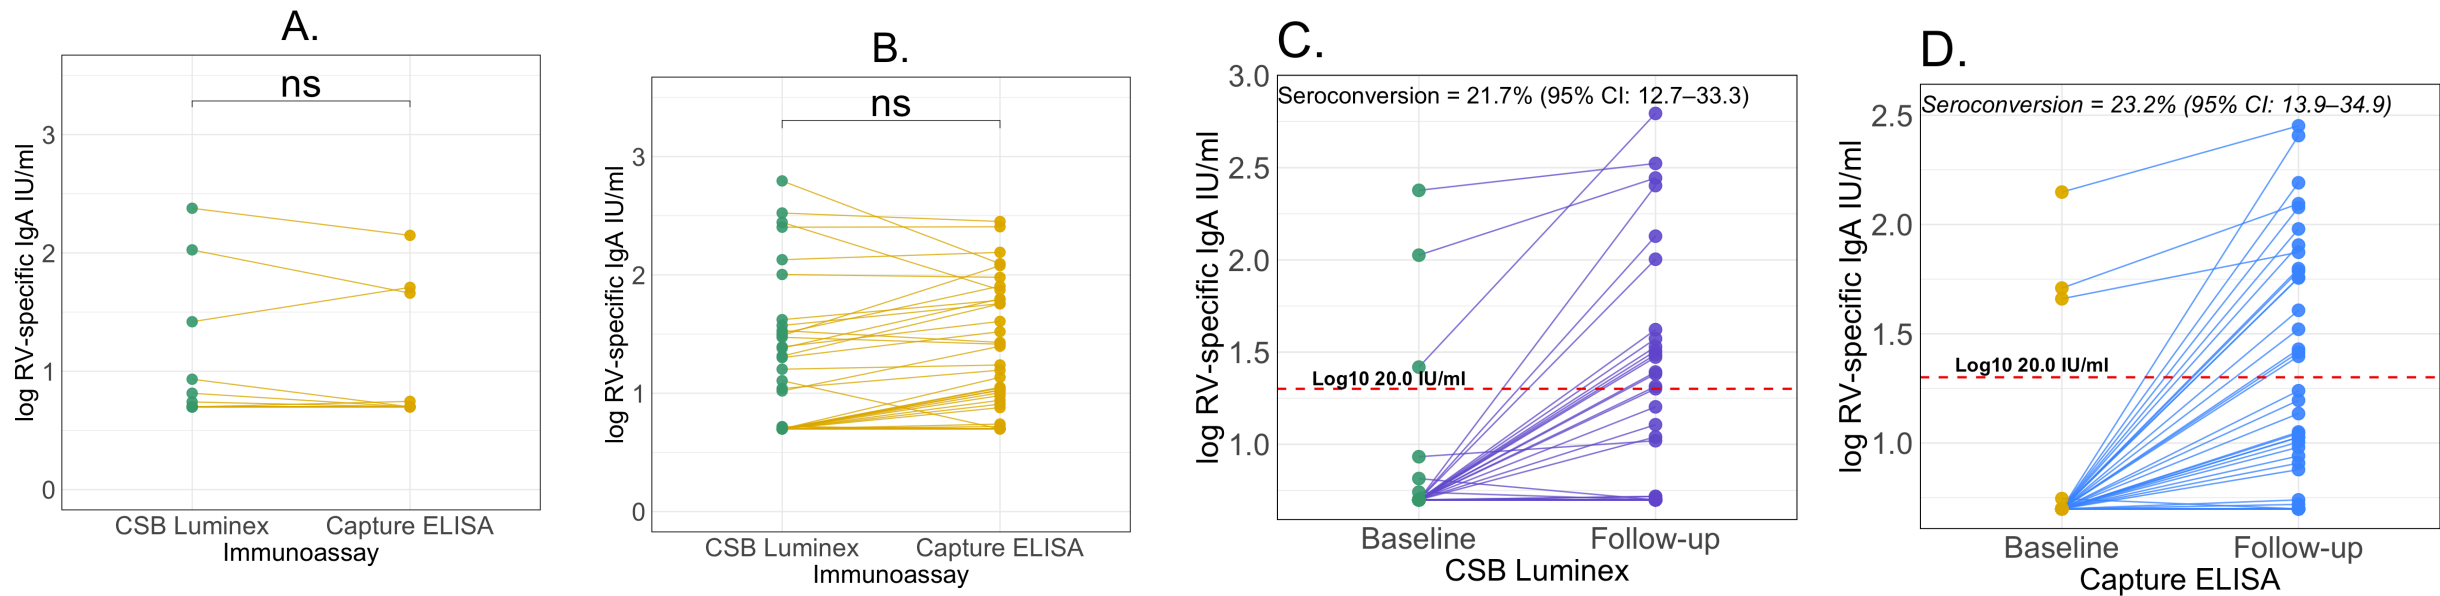 A.
ns
log RV-specific IgA IU/ml
3
2
1
0
CSB Luminex
Capture ELISA
Immunoassay
B.
ns
log RV-specific IgA IU/ml
3
2
1
0
CSB Luminex
Capture ELISA
Immunoassay
C.
Seroconversion = 21.7% (95% CI: 12.7–33.3)
log RV-specific IgA IU/ml
3.0
2.5
2.0
1.5
1.0
Log10 20.0 IU/ml
Baseline
Follow-up
CSB Luminex
D.
Seroconversion = 23.2% (95% CI: 13.9–34.9)
log RV-specific IgA IU/ml
2.5
2.0
1.5
1.0
Log10 20.0 IU/ml
Baseline
Follow-up
Capture ELISA